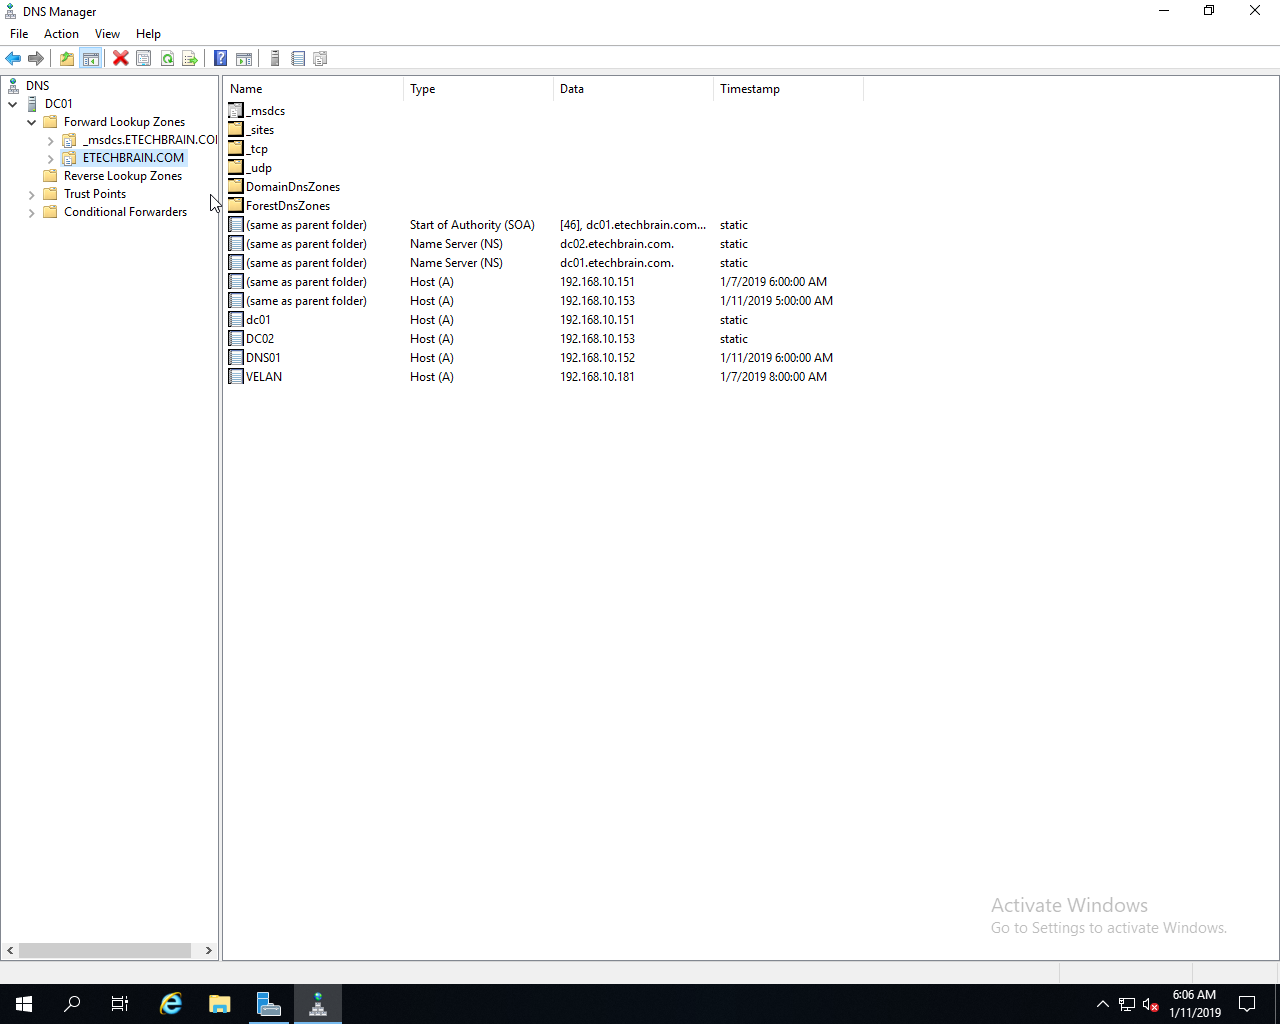 DNS Manager
File Action View Help
DNS
DC01
Forward Lookup Zones
_msdcs.ETECHBRAIN.CO
ETECHBRAIN.COM
Reverse Lookup Zones
Trust Points
Conditional Forwarders
Name Type Data Timestamp
_msdcs
_sites
_tcp
_udp
DomainDnsZones
ForestDnsZones
(same as parent folder) Start of Authority (SOA) [46], dc01.etechbrain.com... static
(same as parent folder) Name Server (NS) dc02.etechbrain.com. static
(same as parent folder) Name Server (NS) dc01.etechbrain.com. static
(same as parent folder) Host (A) 192.168.10.151 1/7/2019 6:00:00 AM
(same as parent folder) Host (A) 192.168.10.153 1/11/2019 5:00:00 AM
dc01 Host (A) 192.168.10.151 static
DC02 Host (A) 192.168.10.153 static
DNS01 Host (A) 192.168.10.152 1/11/2019 6:00:00 AM
VELAN Host (A) 192.168.10.181 1/7/2019 8:00:00 AM
Activate Windows
Go to Settings to activate Windows.
6:06 AM
1/11/2019